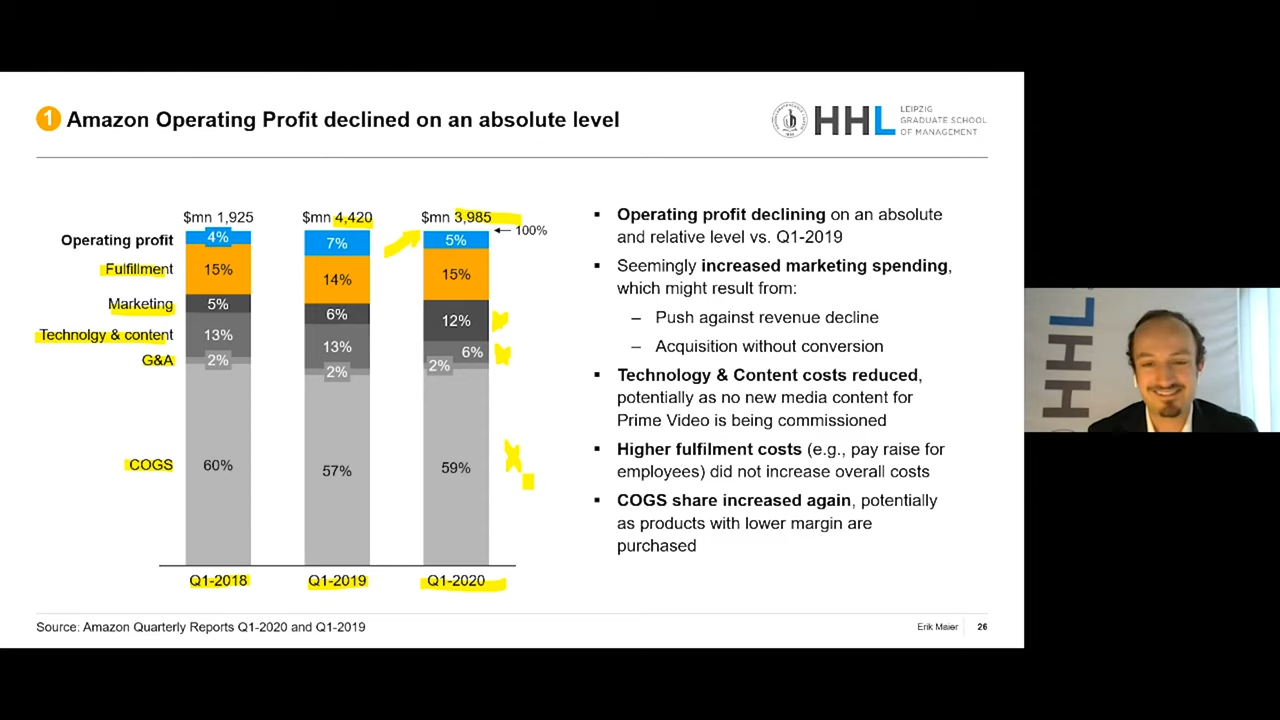 1 Amazon Operating Profit declined on an absolute level
HHL
LEIPZIG
GRADUATE SCHOOL
OF MANAGEMENT
$mn 1,925 $mn 4,420 $mn 3,985
100%
Operating profit 4% 7% 5%
Fulfillment 15% 14% 15%
Marketing 5% 6% 12%
Technolgy & content 13% 13% 6%
G&A 2% 2% 2%
COGS 60% 57% 59%
Q1-2018 Q1-2019 Q1-2020
▪ Operating profit declining on an absolute
and relative level vs. Q1-2019
▪ Seemingly increased marketing spending,
which might result from:
– Push against revenue decline
– Acquisition without conversion
▪ Technology & Content costs reduced,
potentially as no new media content for
Prime Video is being commissioned
▪ Higher fulfilment costs (e.g., pay raise for
employees) did not increase overall costs
▪ COGS share increased again, potentially
as products with lower margin are
purchased
Source: Amazon Quarterly Reports Q1-2020 and Q1-2019
Erik Maier 26
HHL